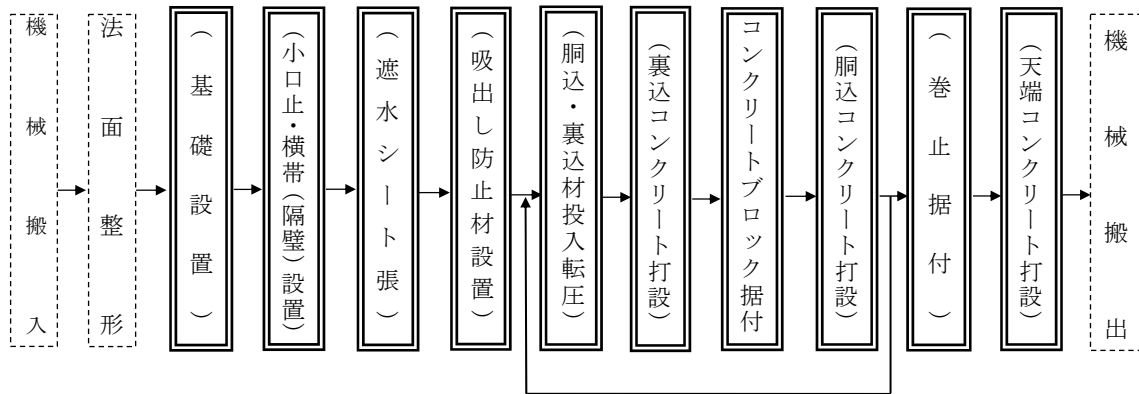 機械搬入
法面整形
（基礎設置）
（小口止・横帯（隔璧）設置）
（遮水シート張）
（吸出し防止材設置）
（胴込・裏込材投入転圧）
（裏込コンクリート打設）
コンクリートブロック据付
（胴込コンクリート打設）
（巻止据付）
（天端コンクリート打設）
機械搬出